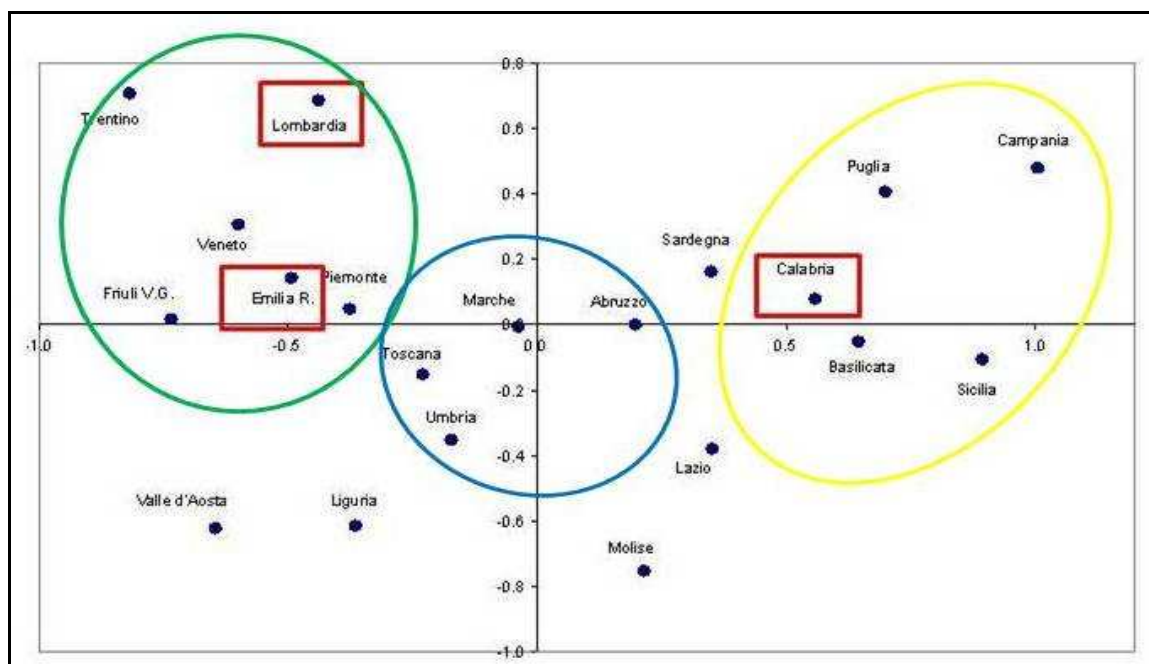 0.8
Trentino
Lombardia
0.6
Campania
Puglia
0.4
Veneto
Sardegna
0.2
Calabria
Friuli V.G.
Emilia R.
Piemonte
Marche
Abruzzo
0.0
-1.0
-0.5
0.0
0.5
1.0
Toscana
Basilicata
-0.2
Sicilia
Umbria
-0.4
Lazio
Valle d'Aosta
Liguria
-0.6
Molise
-0.8
-1.0